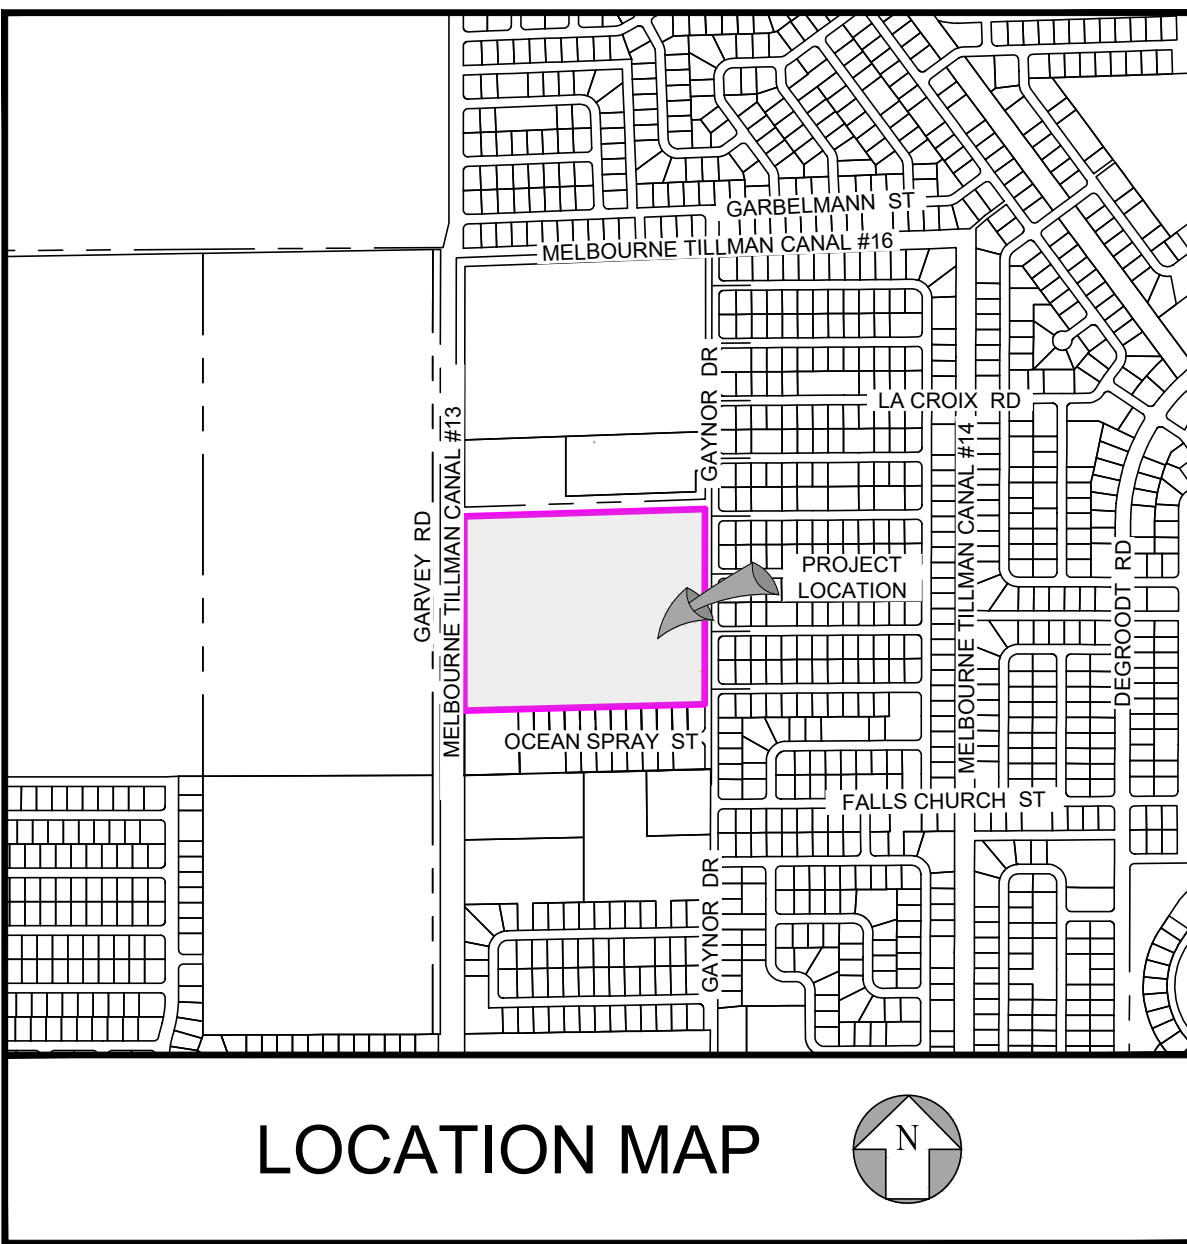 GARBELMANN ST
MELBOURNE TILLMAN CANAL #16
GAYNOR DR
LA CROIX RD
MELBOURNE TILLMAN CANAL #13
GARVEY RD
MELBOURNE TILLMAN CANAL #14
PROJECT
LOCATION
DEGROODT RD
OCEAN SPRAY ST
FALLS CHURCH ST
GAYNOR DR
LOCATION MAP
N